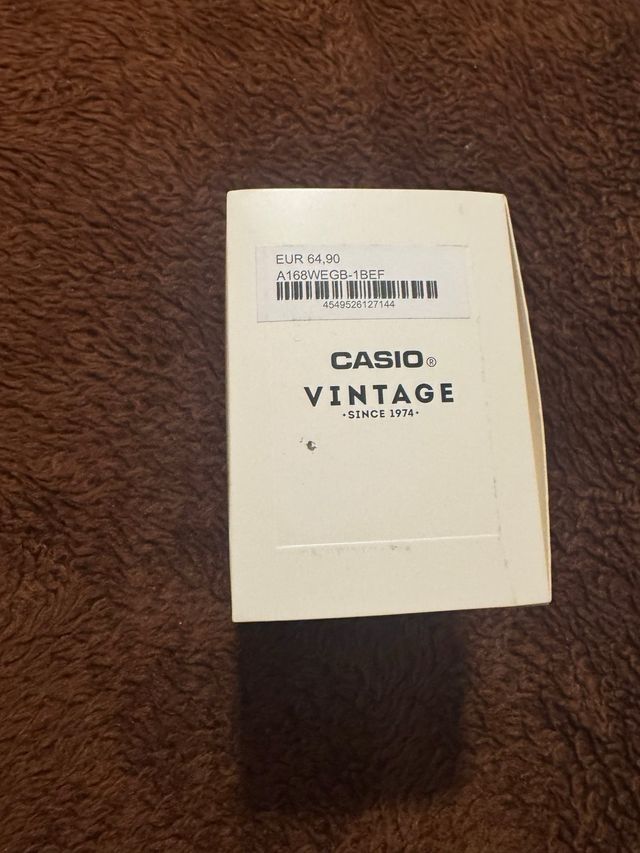 EUR 64,90
A168WEGB-1BEF
4549526127144
CASIO®
VINTAGE
•SINCE 1974•